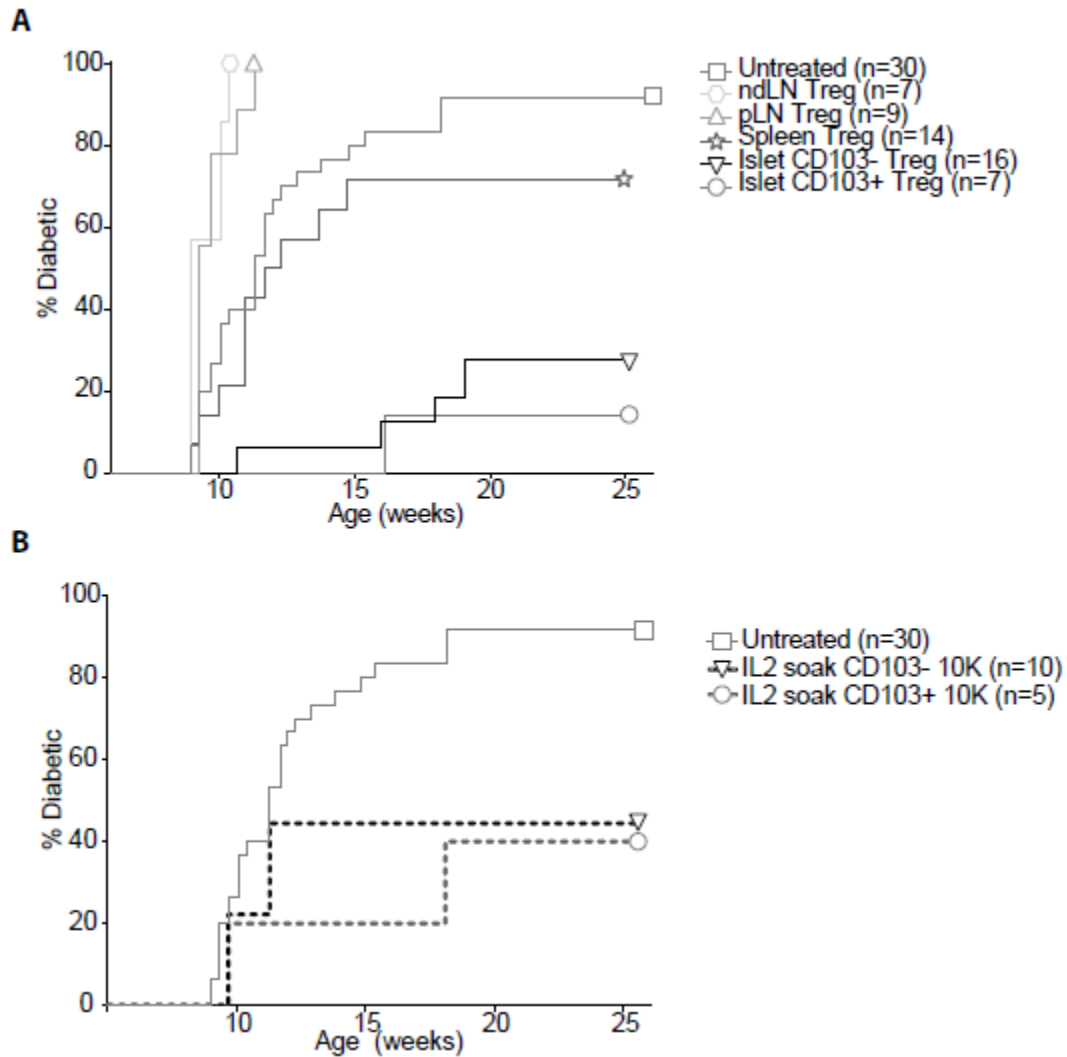 A
100
80
60
40
20
0
% Diabetic
10
15
20
25
Age (weeks)
Untreated (n=30)
ndLN Treg (n=7)
pLN Treg (n=9)
Spleen Treg (n=14)
Islet CD103- Treg (n=16)
Islet CD103+ Treg (n=7)
B
100
80
60
40
20
0
% Diabetic
10
15
20
25
Age (weeks)
Untreated (n=30)
IL2 soak CD103- 10K (n=10)
IL2 soak CD103+ 10K (n=5)